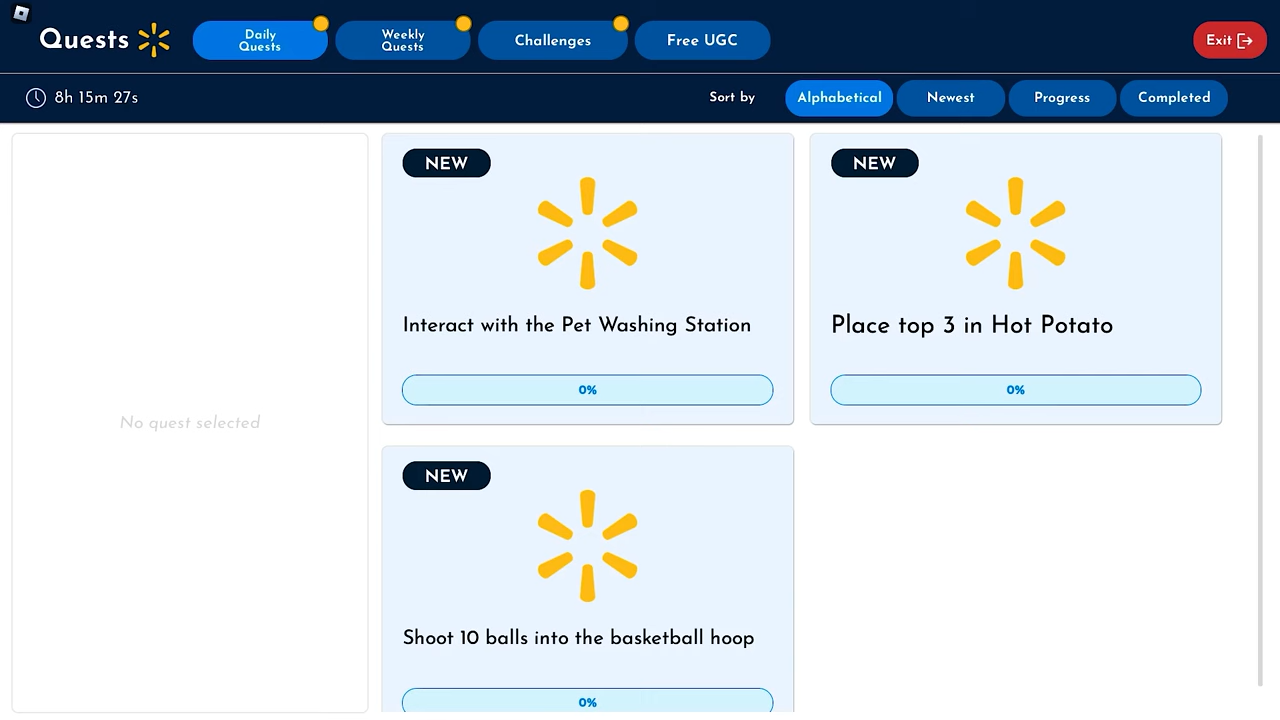 Quests
Daily
Quests
Weekly
Quests
Challenges
Free UGC
Exit
8h 15m 27s
Sort by
Alphabetical
Newest
Progress
Completed
No quest selected
NEW
Interact with the Pet Washing Station
0%
NEW
Place top 3 in Hot Potato
0%
NEW
Shoot 10 balls into the basketball hoop
0%